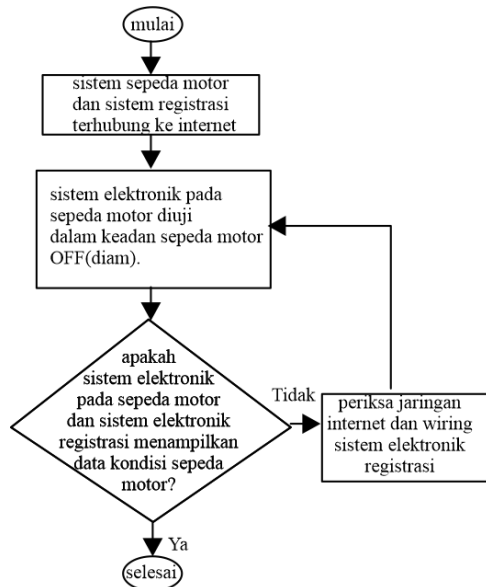 mulai
sistem sepeda motor
dan sistem registrasi
terhubung ke internet
sistem elektronik pada
sepeda motor diuji
dalam keadan sepeda motor
OFF(diam).
apakah
sistem elektronik
pada sepeda motor
dan sistem elektronik
registrasi menampilkan
data kondisi sepeda
motor?
Tidak
periksa jaringan
internet dan wiring
sistem elektronik
registrasi
Ya
selesai